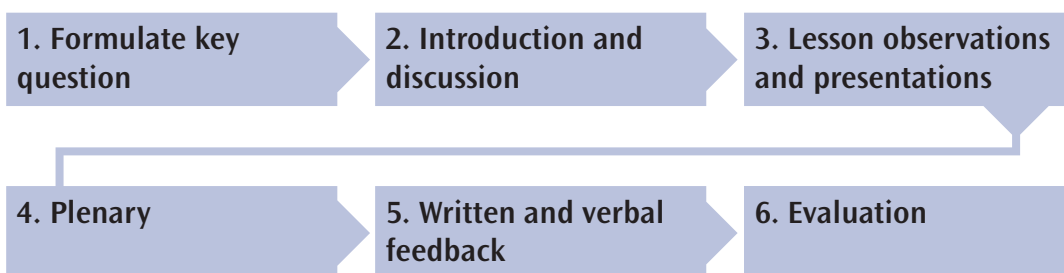 1. Formulate key
question
2. Introduction and
discussion
3. Lesson observations
and presentations
4. Plenary
5. Written and verbal
feedback
6. Evaluation